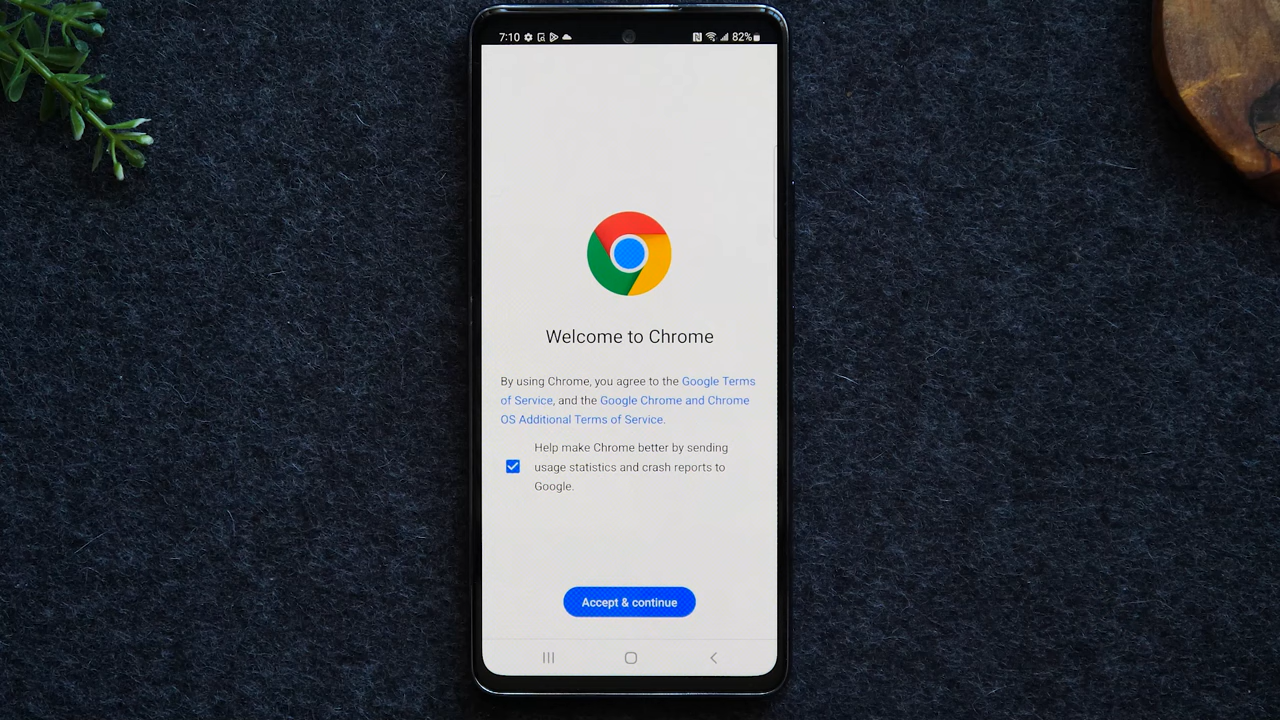 7:10 82%
Welcome to Chrome
By using Chrome, you agree to the Google Terms
of Service, and the Google Chrome and Chrome
OS Additional Terms of Service.
Help make Chrome better by sending
usage statistics and crash reports to
Google.
Accept & continue